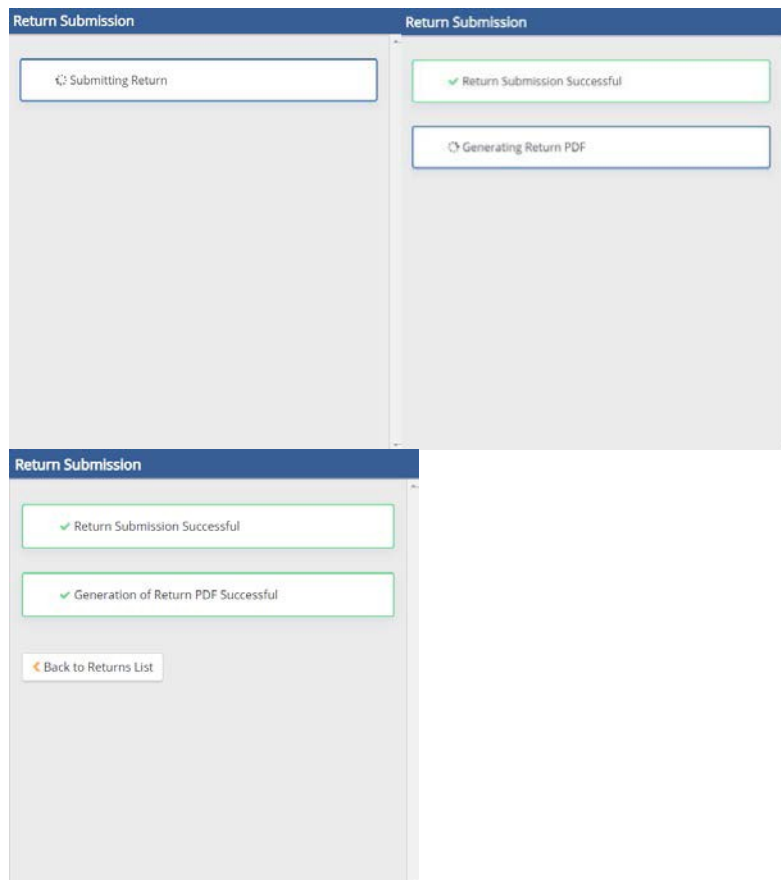 Return Submission
Submitting Return
Return Submission
Return Submission Successful
Generating Return PDF
Return Submission
Return Submission Successful
Generation of Return PDF Successful
Back to Returns List